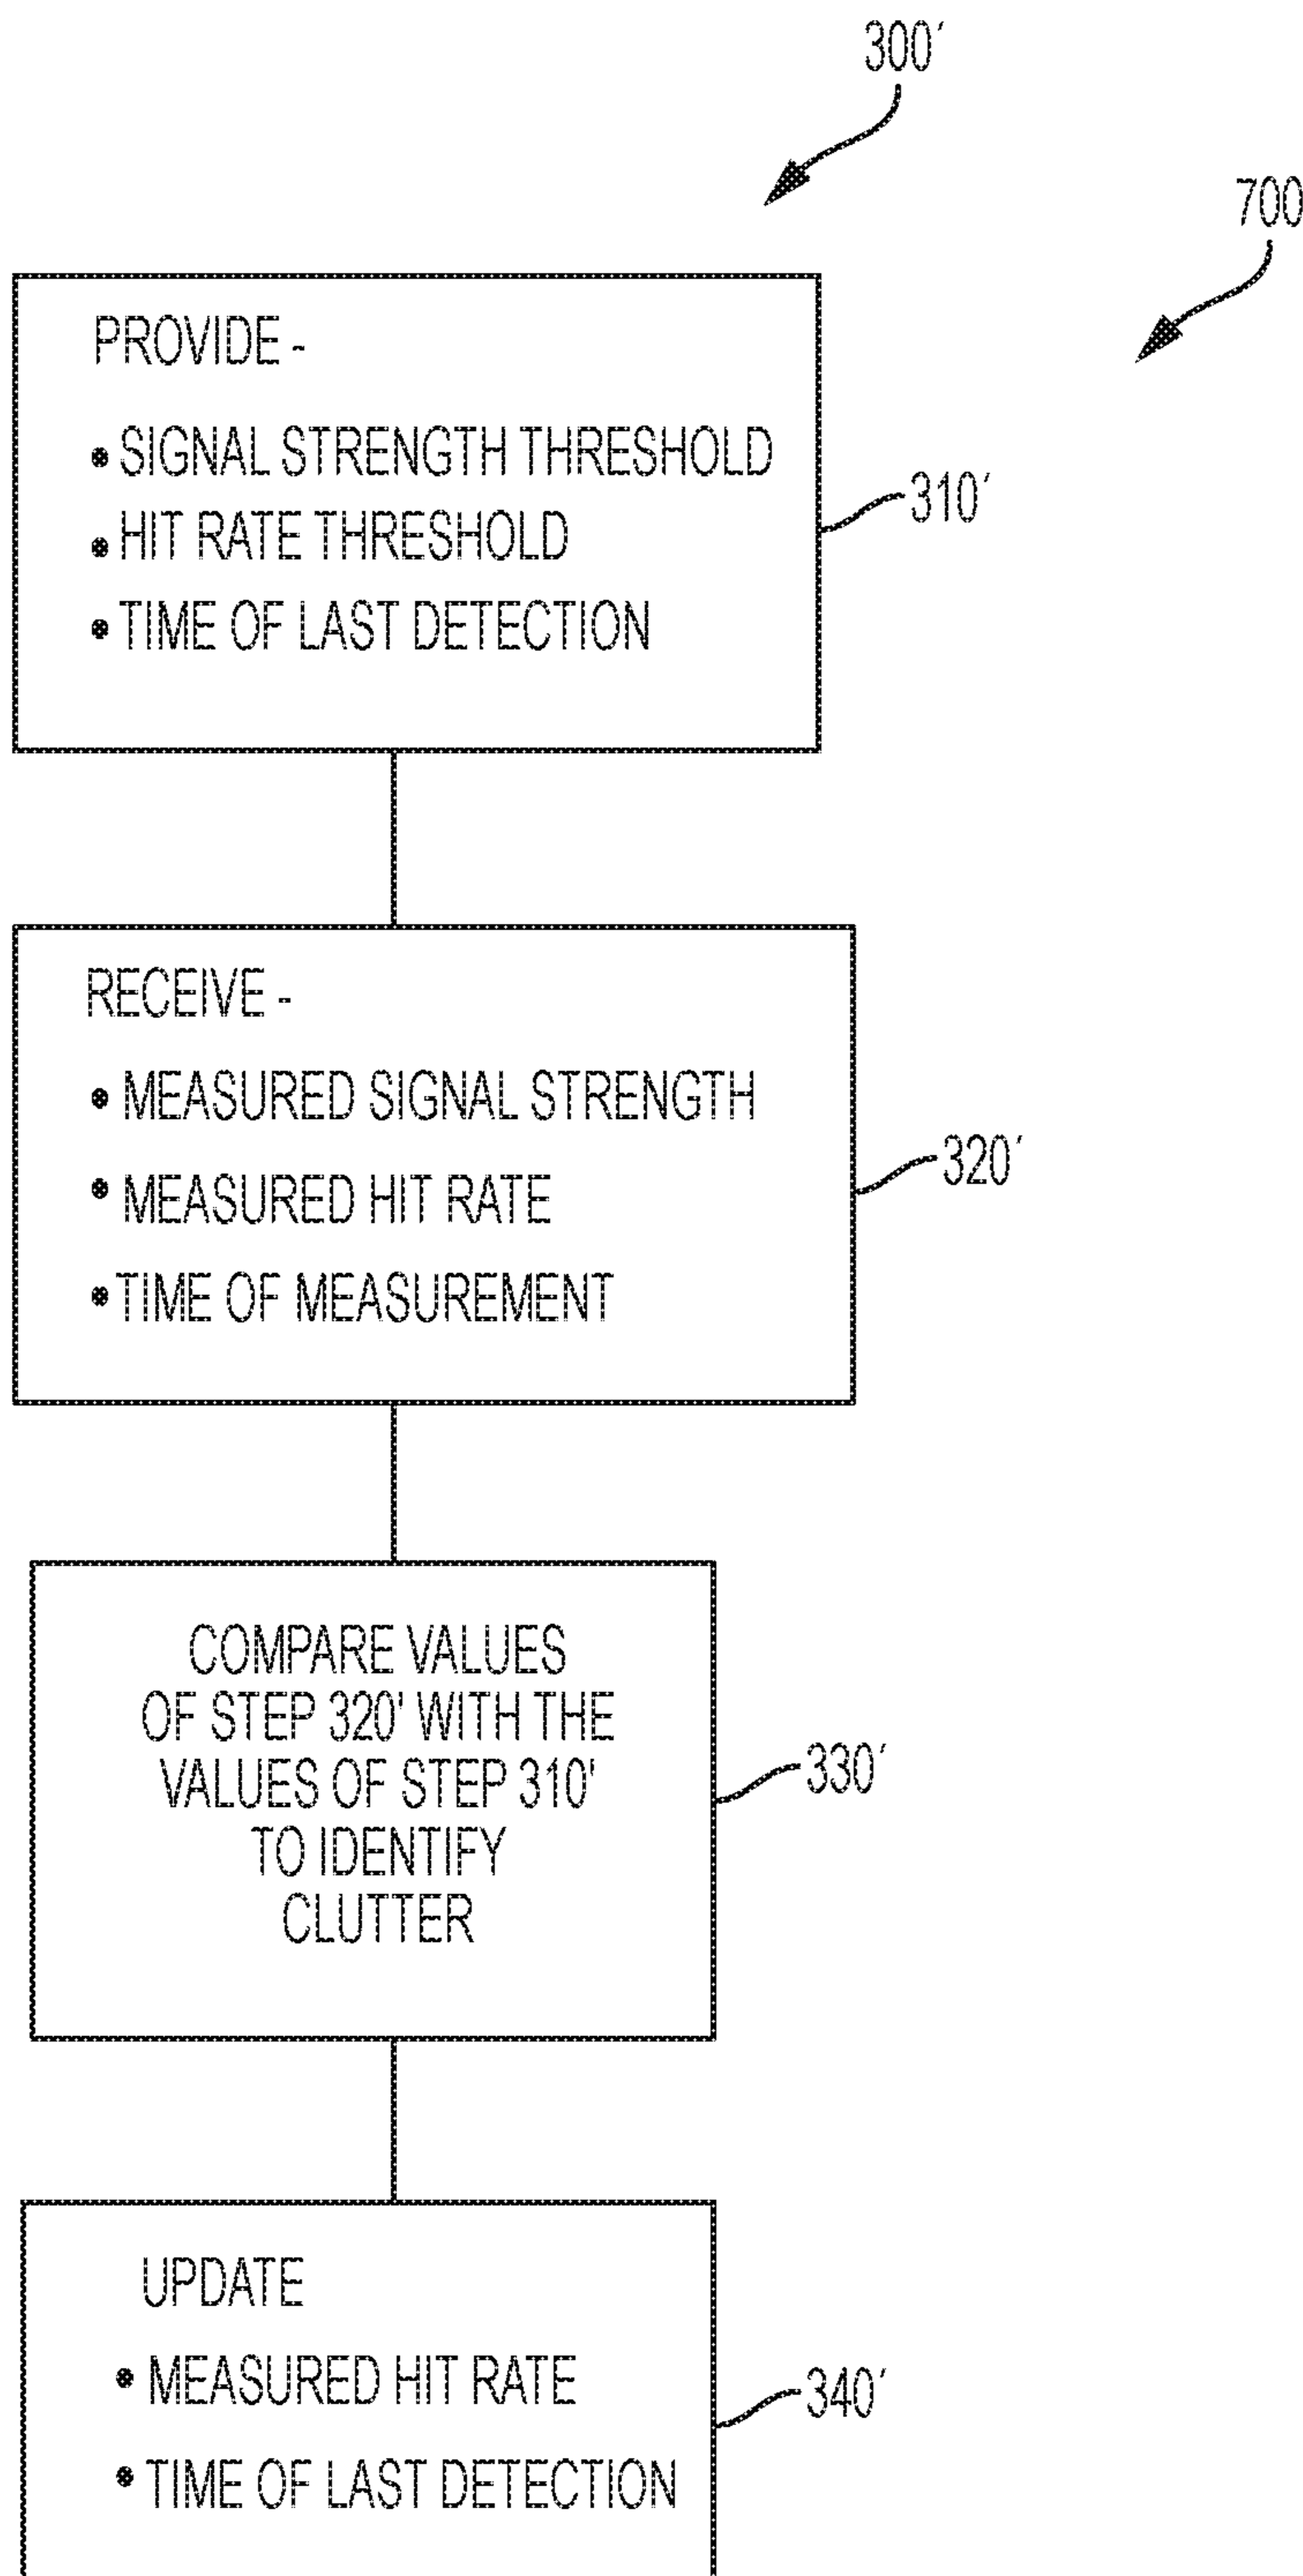 300′
700
PROVIDE -
• SIGNAL STRENGTH THRESHOLD
• HIT RATE THRESHOLD
• TIME OF LAST DETECTION
310′
RECEIVE -
• MEASURED SIGNAL STRENGTH
• MEASURED HIT RATE
• TIME OF MEASUREMENT
320′
COMPARE VALUES
OF STEP 320' WITH THE
VALUES OF STEP 310'
TO IDENTIFY
CLUTTER
330′
UPDATE
• MEASURED HIT RATE
• TIME OF LAST DETECTION
340′